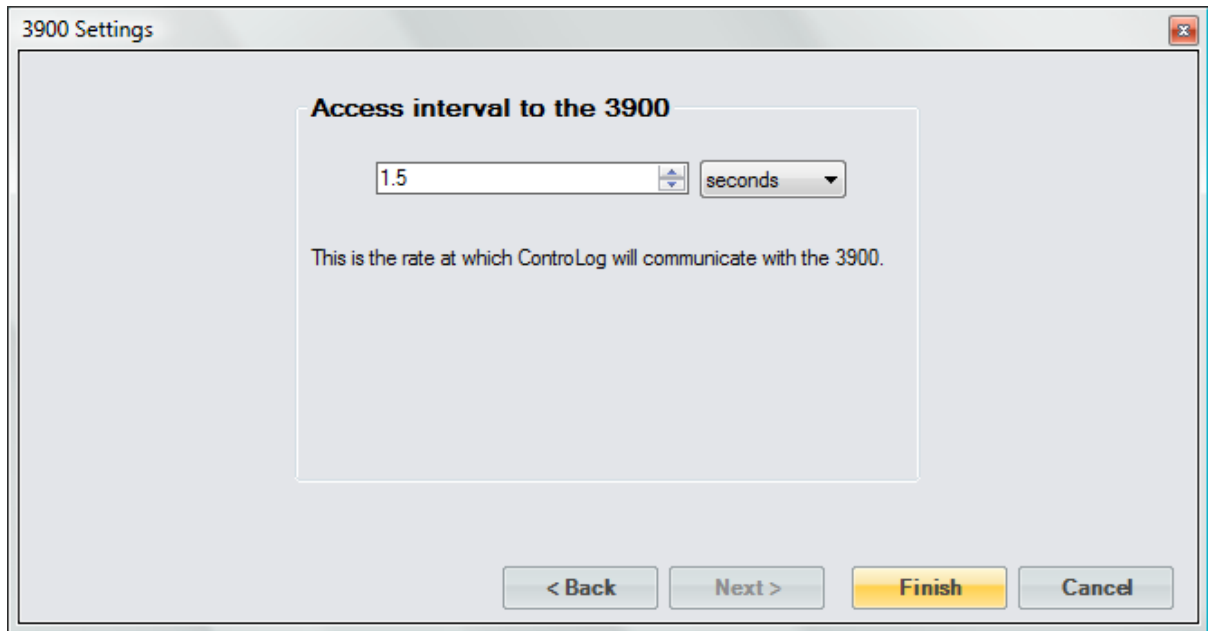 3900 Settings
Access interval to the 3900
1.5
seconds
This is the rate at which ControLog will communicate with the 3900.
< Back
Next >
Finish
Cancel